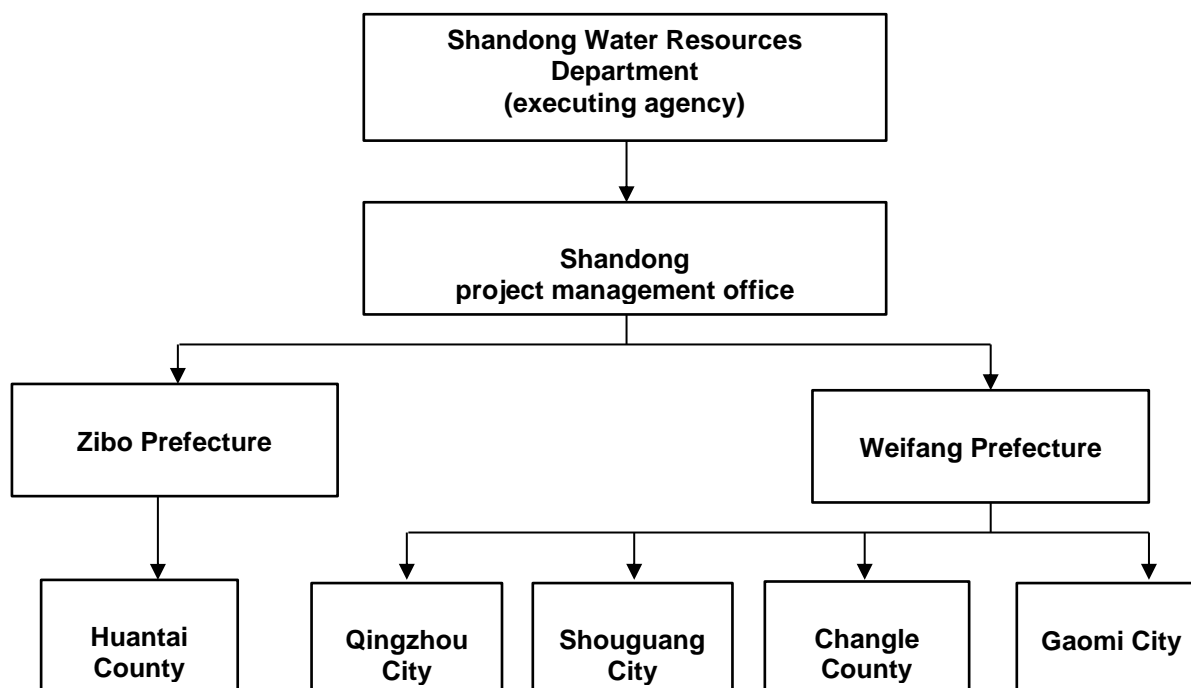 Shandong Water Resources
Department
(executing agency)
Shandong
project management office
Zibo Prefecture
Weifang Prefecture
Huantai
County
Qingzhou
City
Shouguang
City
Changle
County
Gaomi City